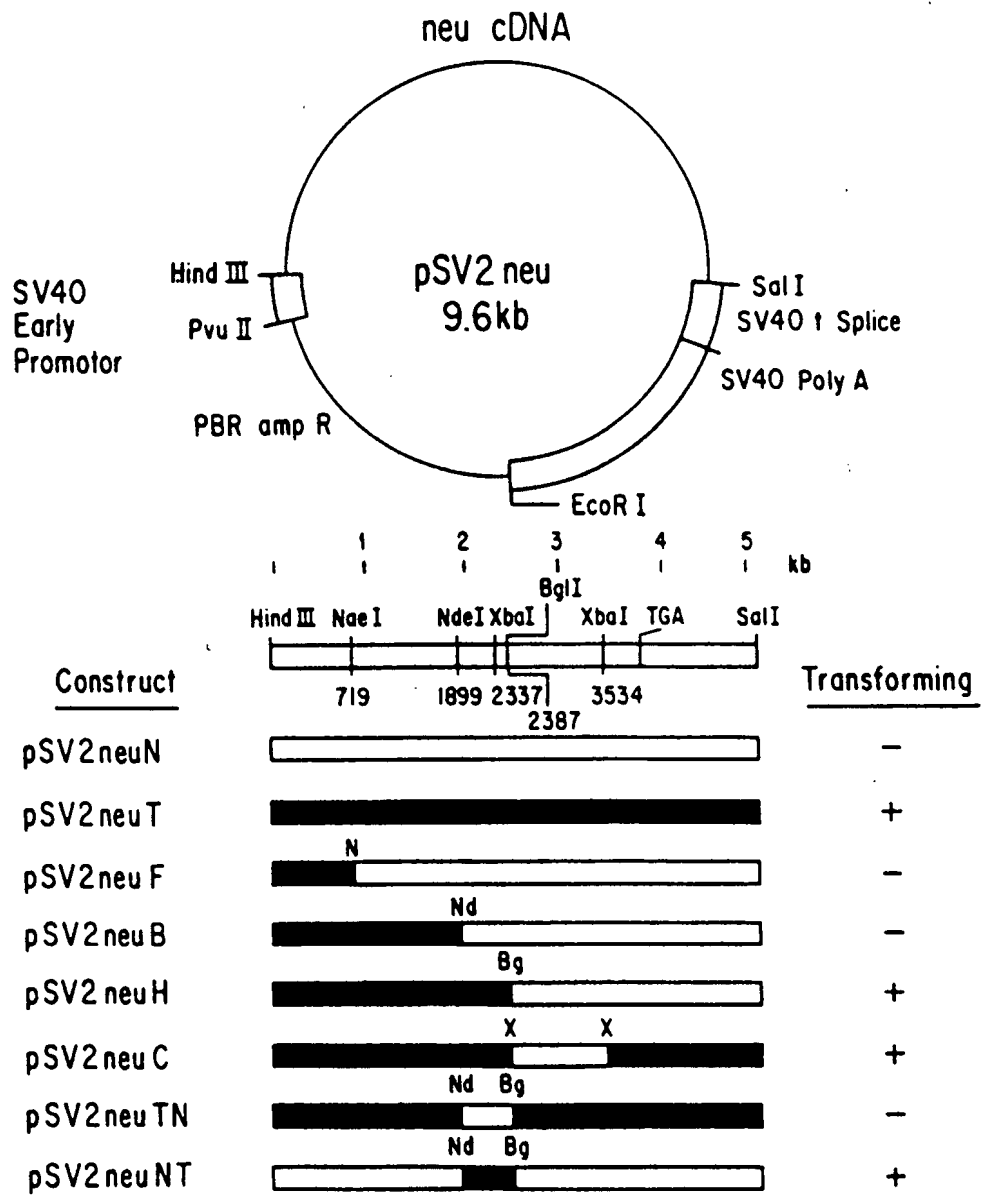 neu cDNA
pSV2 neu
9.6kb
Hind III
Pvu II
SV40
Early
Promotor
PBR amp R
Sal I
SV40 t Splice
SV40 Poly A
EcoR I
1 2 3 4 5 kb
BglI
Hind III Nae I NdeI XbaI XbaI TGA SalI
719 1899 2337 3534
2387
Construct Transforming
pSV2neuN −
pSV2neuT +
N
pSV2neuF −
Nd
pSV2neuB −
Bg
pSV2neuH +
X X
pSV2neuC +
Nd Bg
pSV2neuTN −
Nd Bg
pSV2neuNT +